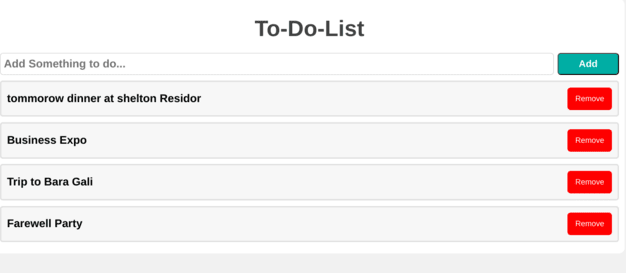 To-Do-List
Add Something to do...
Add
tommorow dinner at shelton Residor
Remove
Business Expo
Remove
Trip to Bara Gali
Remove
Farewell Party
Remove